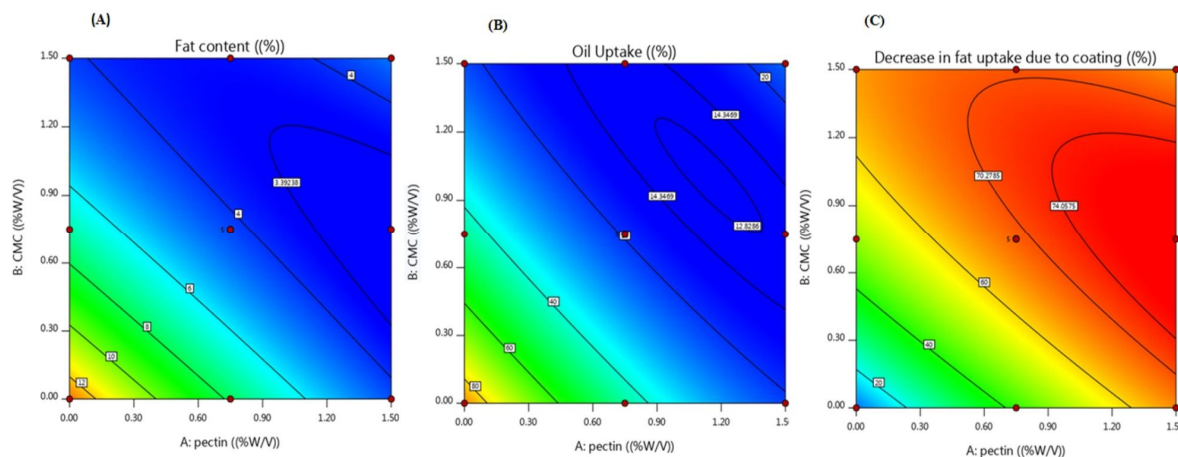 (A)
Fat content ((%))
B: CMC ((%W/V))
1.50
1.20
0.90
0.60
0.30
0.00
4
3.39238
4
5
6
8
10
12
0.00 0.30 0.60 0.90 1.20 1.50
A: pectin ((%W/V))
(B)
Oil Uptake ((%))
B: CMC ((%W/V))
1.50
1.20
0.90
0.60
0.30
0.00
20
14.3469
14.3469
12.8286
40
60
80
0.00 0.30 0.60 0.90 1.20 1.50
A: pectin ((%W/V))
(C)
Decrease in fat uptake due to coating ((%))
B: CMC ((%W/V))
1.50
1.20
0.90
0.60
0.30
0.00
70.2785
74.0575
5
60
40
20
0.00 0.30 0.60 0.90 1.20 1.50
A: pectin ((%W/V))